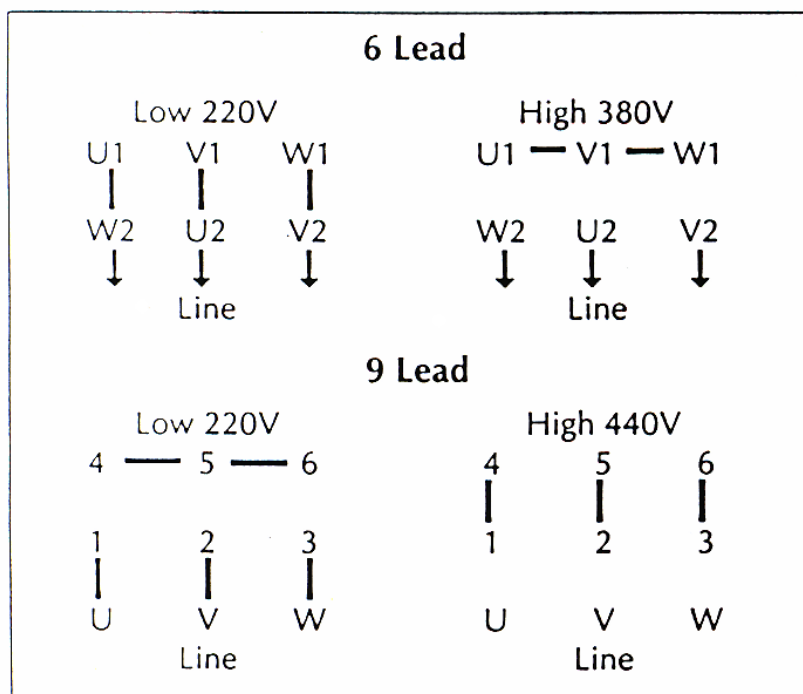 6 Lead
Low 220V
U1 V1 W1
W2 U2 V2
Line
High 380V
U1 V1 W1
W2 U2 V2
Line
9 Lead
Low 220V
4 5 6
1 2 3
U V W
Line
High 440V
4 5 6
1 2 3
U V W
Line